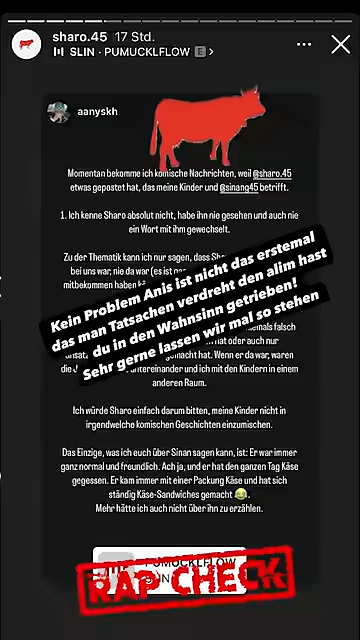 sharo.45 17 Std.
SLIN · PUMUCKLFLOW E >
aanyskh
Momentan bekomme ich komische Nachrichten, weil @sharo.45
etwas gepostet hat, das meine Kinder und @sinang45 betrifft.
1. Ich kenne Sharo absolut nicht, habe ihn nie gesehen und auch nie
ein Wort mit ihm gewechselt.
Zu der Thematik kann ich nur sagen, dass
bei uns war, nie da war (es ist
mitbekommen haben
Kein Problem Anis ist nicht das erstemal
das man Tatsachen verdreht den alim hast
du in den Wahnsinn getrieben!
Sehr gerne lassen wir mal so stehen
falsch
hat oder auch nur
gemacht hat. Wenn er da war, waren
die untereinander und ich mit den Kindern in einem
anderen Raum.
Ich würde Sharo einfach darum bitten, meine Kinder nicht in
irgendwelche komischen Geschichten einzumischen.
Das Einzige, was ich euch über Sinan sagen kann, ist: Er war immer
ganz normal und freundlich. Ach ja, und er hat den ganzen Tag Käse
gegessen. Er kam immer mit einer Packung Käse und hat sich
ständig Käse-Sandwiches gemacht 😂.
Mehr hätte ich auch nicht über ihn zu erzählen.
PUMUCKLFLOW
RAP CHECK